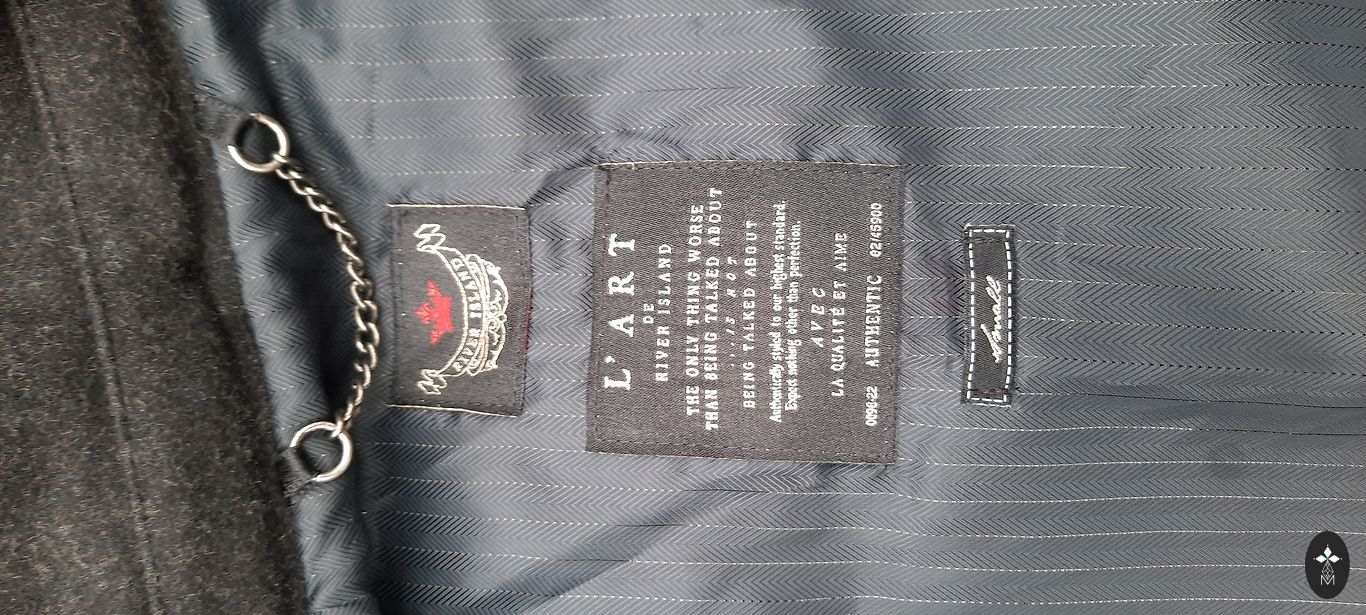 RIVER ISLAND
L'ART
DE
RIVER ISLAND
THE ONLY THING WORSE
THAN BEING TALKED ABOUT
...IS NOT
BEING TALKED ABOUT
Authentically styled to our highest standard.
Expect nothing other than perfection.
AVEC
LA QUALITÉ ET AIME
0898-22 AUTHENTIC 02/45900
Small
M